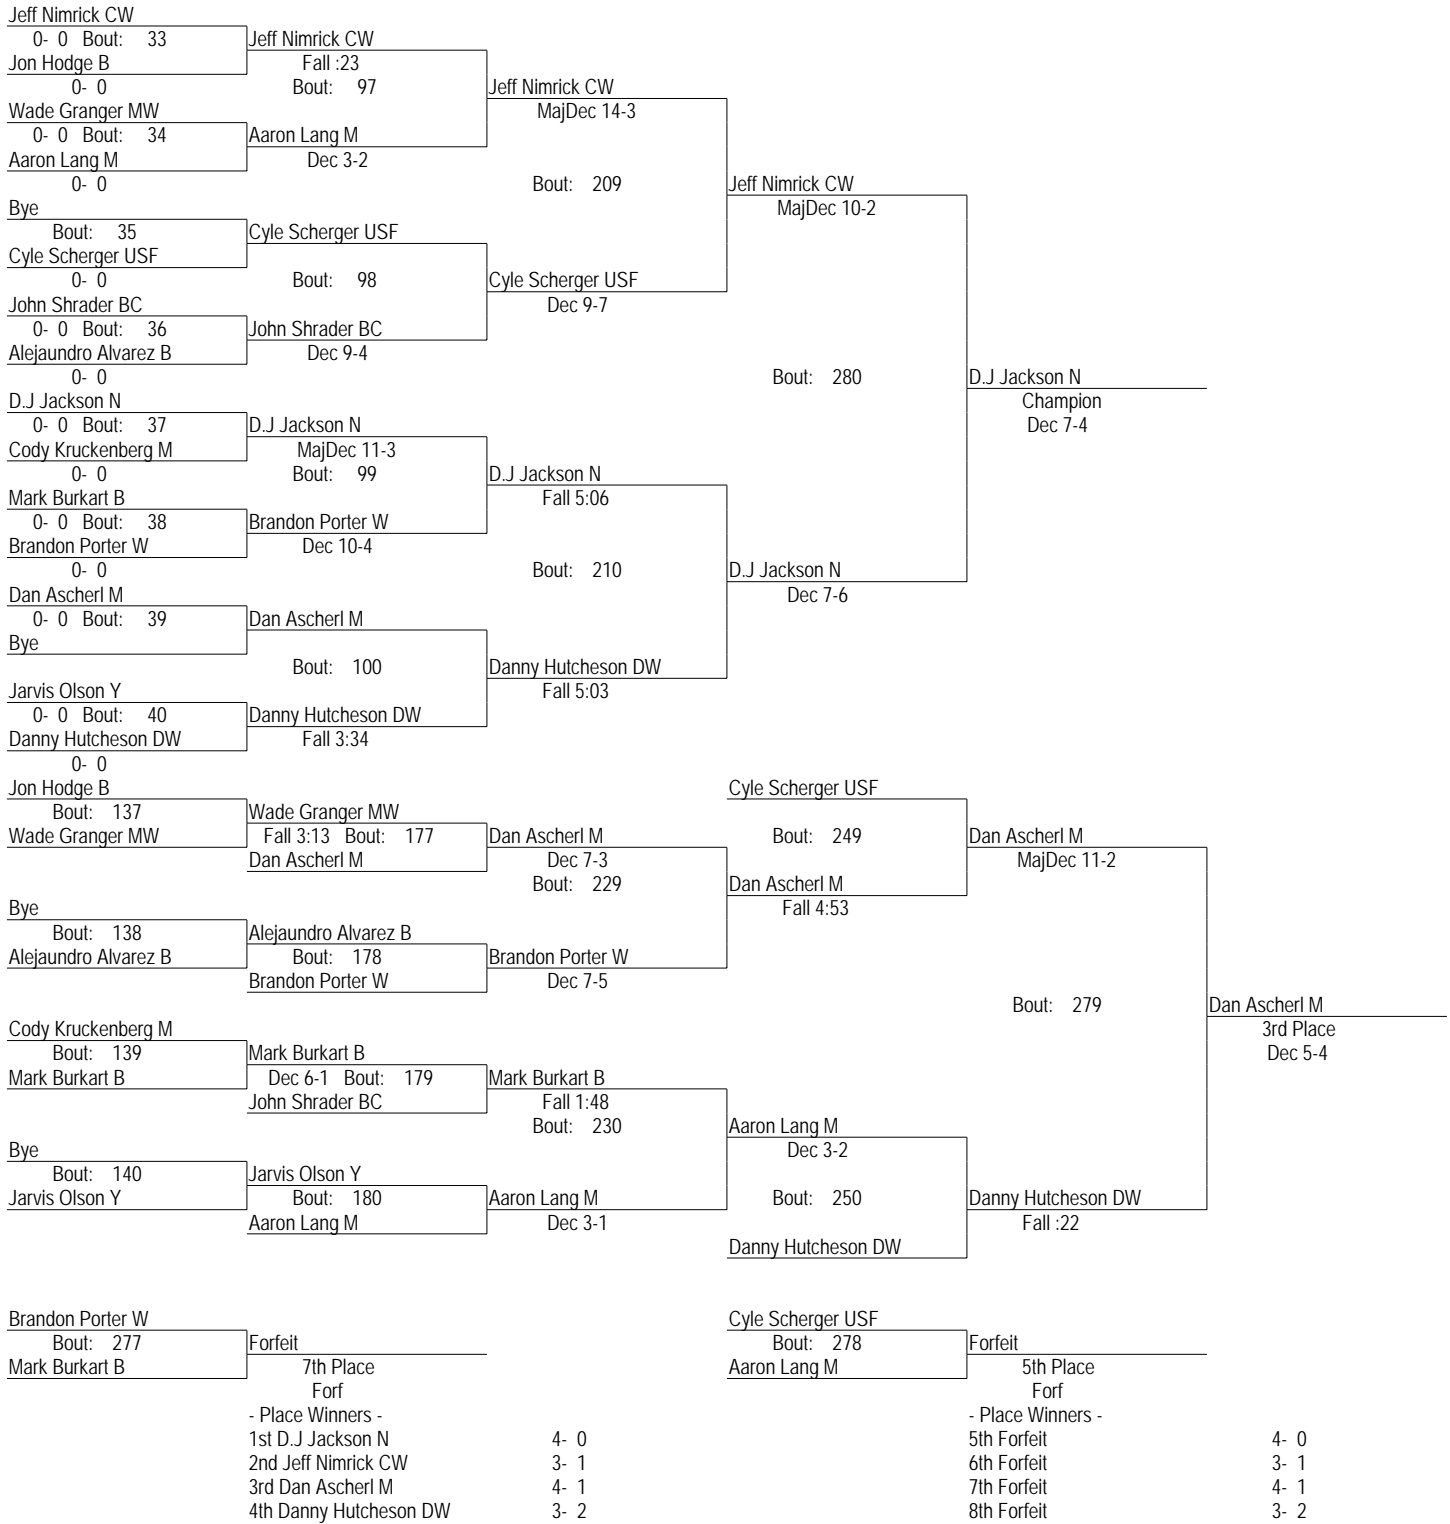 Jeff Nimrick CW
0- 0 Bout: 33 Jeff Nimrick CW
Jon Hodge B Fall :23
0- 0 Bout: 97 Jeff Nimrick CW
Wade Granger MW MajDec 14-3
0- 0 Bout: 34 Aaron Lang M
Aaron Lang M Dec 3-2
0- 0 Bout: 209 Jeff Nimrick CW
Bye MajDec 10-2
Bout: 35 Cyle Scherger USF
Cyle Scherger USF
0- 0 Bout: 98 Cyle Scherger USF
John Shrader BC Dec 9-7
0- 0 Bout: 36 John Shrader BC
Alejaundro Alvarez B Dec 9-4
0- 0 Bout: 280 D.J Jackson N
D.J Jackson N Champion
0- 0 Bout: 37 D.J Jackson N Dec 7-4
Cody Kruckenberg M MajDec 11-3
0- 0 Bout: 99 D.J Jackson N
Mark Burkart B Fall 5:06
0- 0 Bout: 38 Brandon Porter W
Brandon Porter W Dec 10-4
0- 0 Bout: 210 D.J Jackson N
Dan Ascherl M Dec 7-6
0- 0 Bout: 39 Dan Ascherl M
Bye
Bout: 100 Danny Hutcheson DW
Jarvis Olson Y Fall 5:03
0- 0 Bout: 40 Danny Hutcheson DW
Danny Hutcheson DW Fall 3:34
0- 0
Jon Hodge B Cyle Scherger USF
Bout: 137 Wade Granger MW
Wade Granger MW Fall 3:13 Bout: 177 Dan Ascherl M Bout: 249 Dan Ascherl M
Dan Ascherl M Dec 7-3 MajDec 11-2
Bout: 229 Dan Ascherl M
Bye Fall 4:53
Bout: 138 Alejaundro Alvarez B
Alejaundro Alvarez B Bout: 178 Brandon Porter W
Brandon Porter W Dec 7-5
Bout: 279 Dan Ascherl M
Cody Kruckenberg M 3rd Place
Bout: 139 Mark Burkart B Dec 5-4
Mark Burkart B Dec 6-1 Bout: 179 Mark Burkart B
John Shrader BC Fall 1:48
Bout: 230 Aaron Lang M
Bye Dec 3-2
Bout: 140 Jarvis Olson Y
Jarvis Olson Y Bout: 180 Aaron Lang M Bout: 250 Danny Hutcheson DW
Aaron Lang M Dec 3-1 Fall :22
Danny Hutcheson DW
Brandon Porter W Cyle Scherger USF
Bout: 277 Forfeit Bout: 278 Forfeit
Mark Burkart B 7th Place Aaron Lang M 5th Place
Forf Forf
- Place Winners - - Place Winners -
1st D.J Jackson N 4- 0 5th Forfeit 4- 0
2nd Jeff Nimrick CW 3- 1 6th Forfeit 3- 1
3rd Dan Ascherl M 4- 1 7th Forfeit 4- 1
4th Danny Hutcheson DW 3- 2 8th Forfeit 3- 2